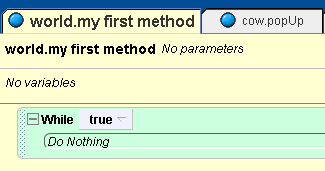 world.my first method cow.popUp
world.my first method No parameters
No variables
While true
Do Nothing